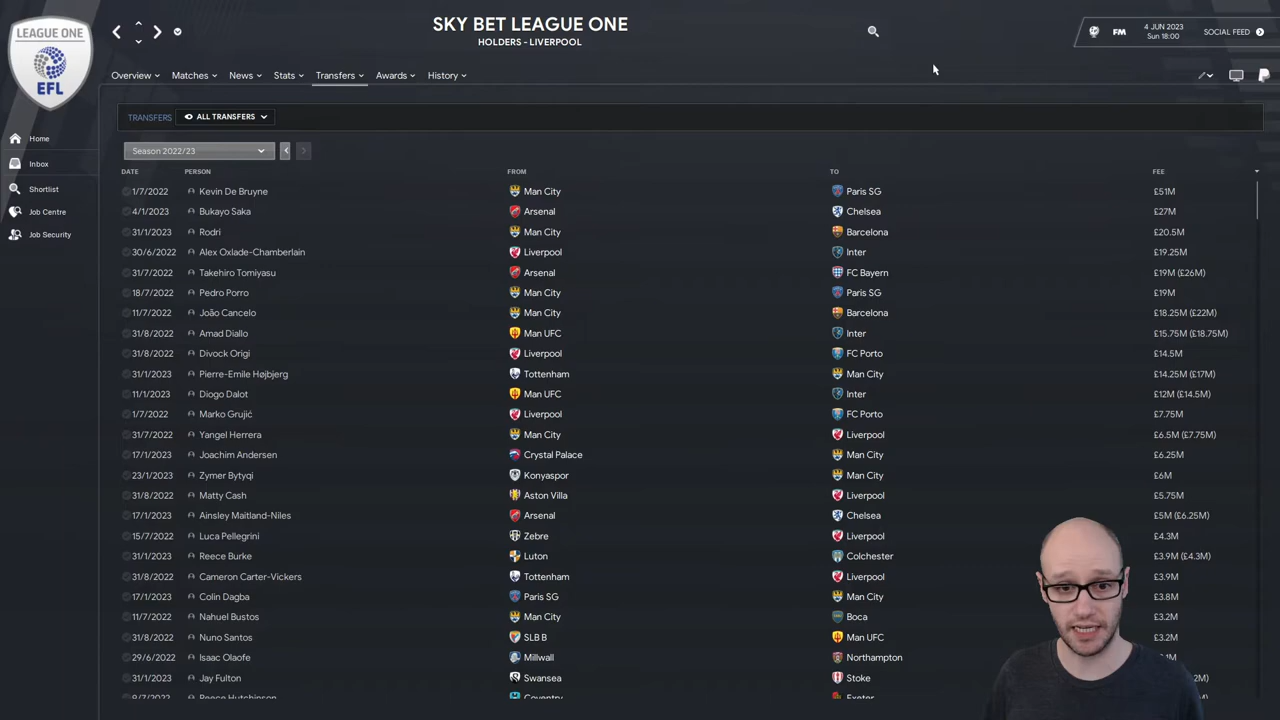 LEAGUE ONE
EFL
SKY BET LEAGUE ONE
HOLDERS - LIVERPOOL
FM
4 JUN 2023
Sun 18:00
SOCIAL FEED
Overview Matches News Stats Transfers Awards History
Home
Inbox
Shortlist
Job Centre
Job Security
TRANSFERS ALL TRANSFERS
Season 2022/23
DATE PERSON FROM TO FEE
1/7/2022 Kevin De Bruyne Man City Paris SG £51M
4/1/2023 Bukayo Saka Arsenal Chelsea £27M
31/1/2023 Rodri Man City Barcelona £20.5M
30/6/2022 Alex Oxlade-Chamberlain Liverpool Inter £19.25M
31/7/2022 Takehiro Tomiyasu Arsenal FC Bayern £19M (£26M)
18/7/2022 Pedro Porro Man City Paris SG £19M
11/7/2022 João Cancelo Man City Barcelona £18.25M (£22M)
31/8/2022 Amad Diallo Man UFC Inter £15.75M (£18.75M)
31/8/2022 Divock Origi Liverpool FC Porto £14.5M
31/1/2023 Pierre-Emile Højbjerg Tottenham Man City £14.25M (£17M)
11/1/2023 Diogo Dalot Man UFC Inter £12M (£14.5M)
1/7/2022 Marko Grujić Liverpool FC Porto £7.75M
31/7/2022 Yangel Herrera Man City Liverpool £6.5M (£7.75M)
17/1/2023 Joachim Andersen Crystal Palace Man City £6.25M
23/1/2023 Zymer Bytyqi Konyaspor Man City £6M
31/8/2022 Matty Cash Aston Villa Liverpool £5.75M
17/1/2023 Ainsley Maitland-Niles Arsenal Chelsea £5M (£6.25M)
15/7/2022 Luca Pellegrini Zebre Liverpool £4.3M
31/1/2023 Reece Burke Luton Colchester £3.9M (£4.3M)
31/8/2022 Cameron Carter-Vickers Tottenham Liverpool £3.9M
17/1/2023 Colin Dagba Paris SG Man City £3.8M
11/7/2022 Nahuel Bustos Man City Boca £3.2M
31/8/2022 Nuno Santos SLB B Man UFC £3.2M
29/6/2022 Isaac Olaofe Millwall Northampton
31/1/2023 Jay Fulton Swansea Stoke
9/7/2022 Reece Hutchinson Coventry Exeter